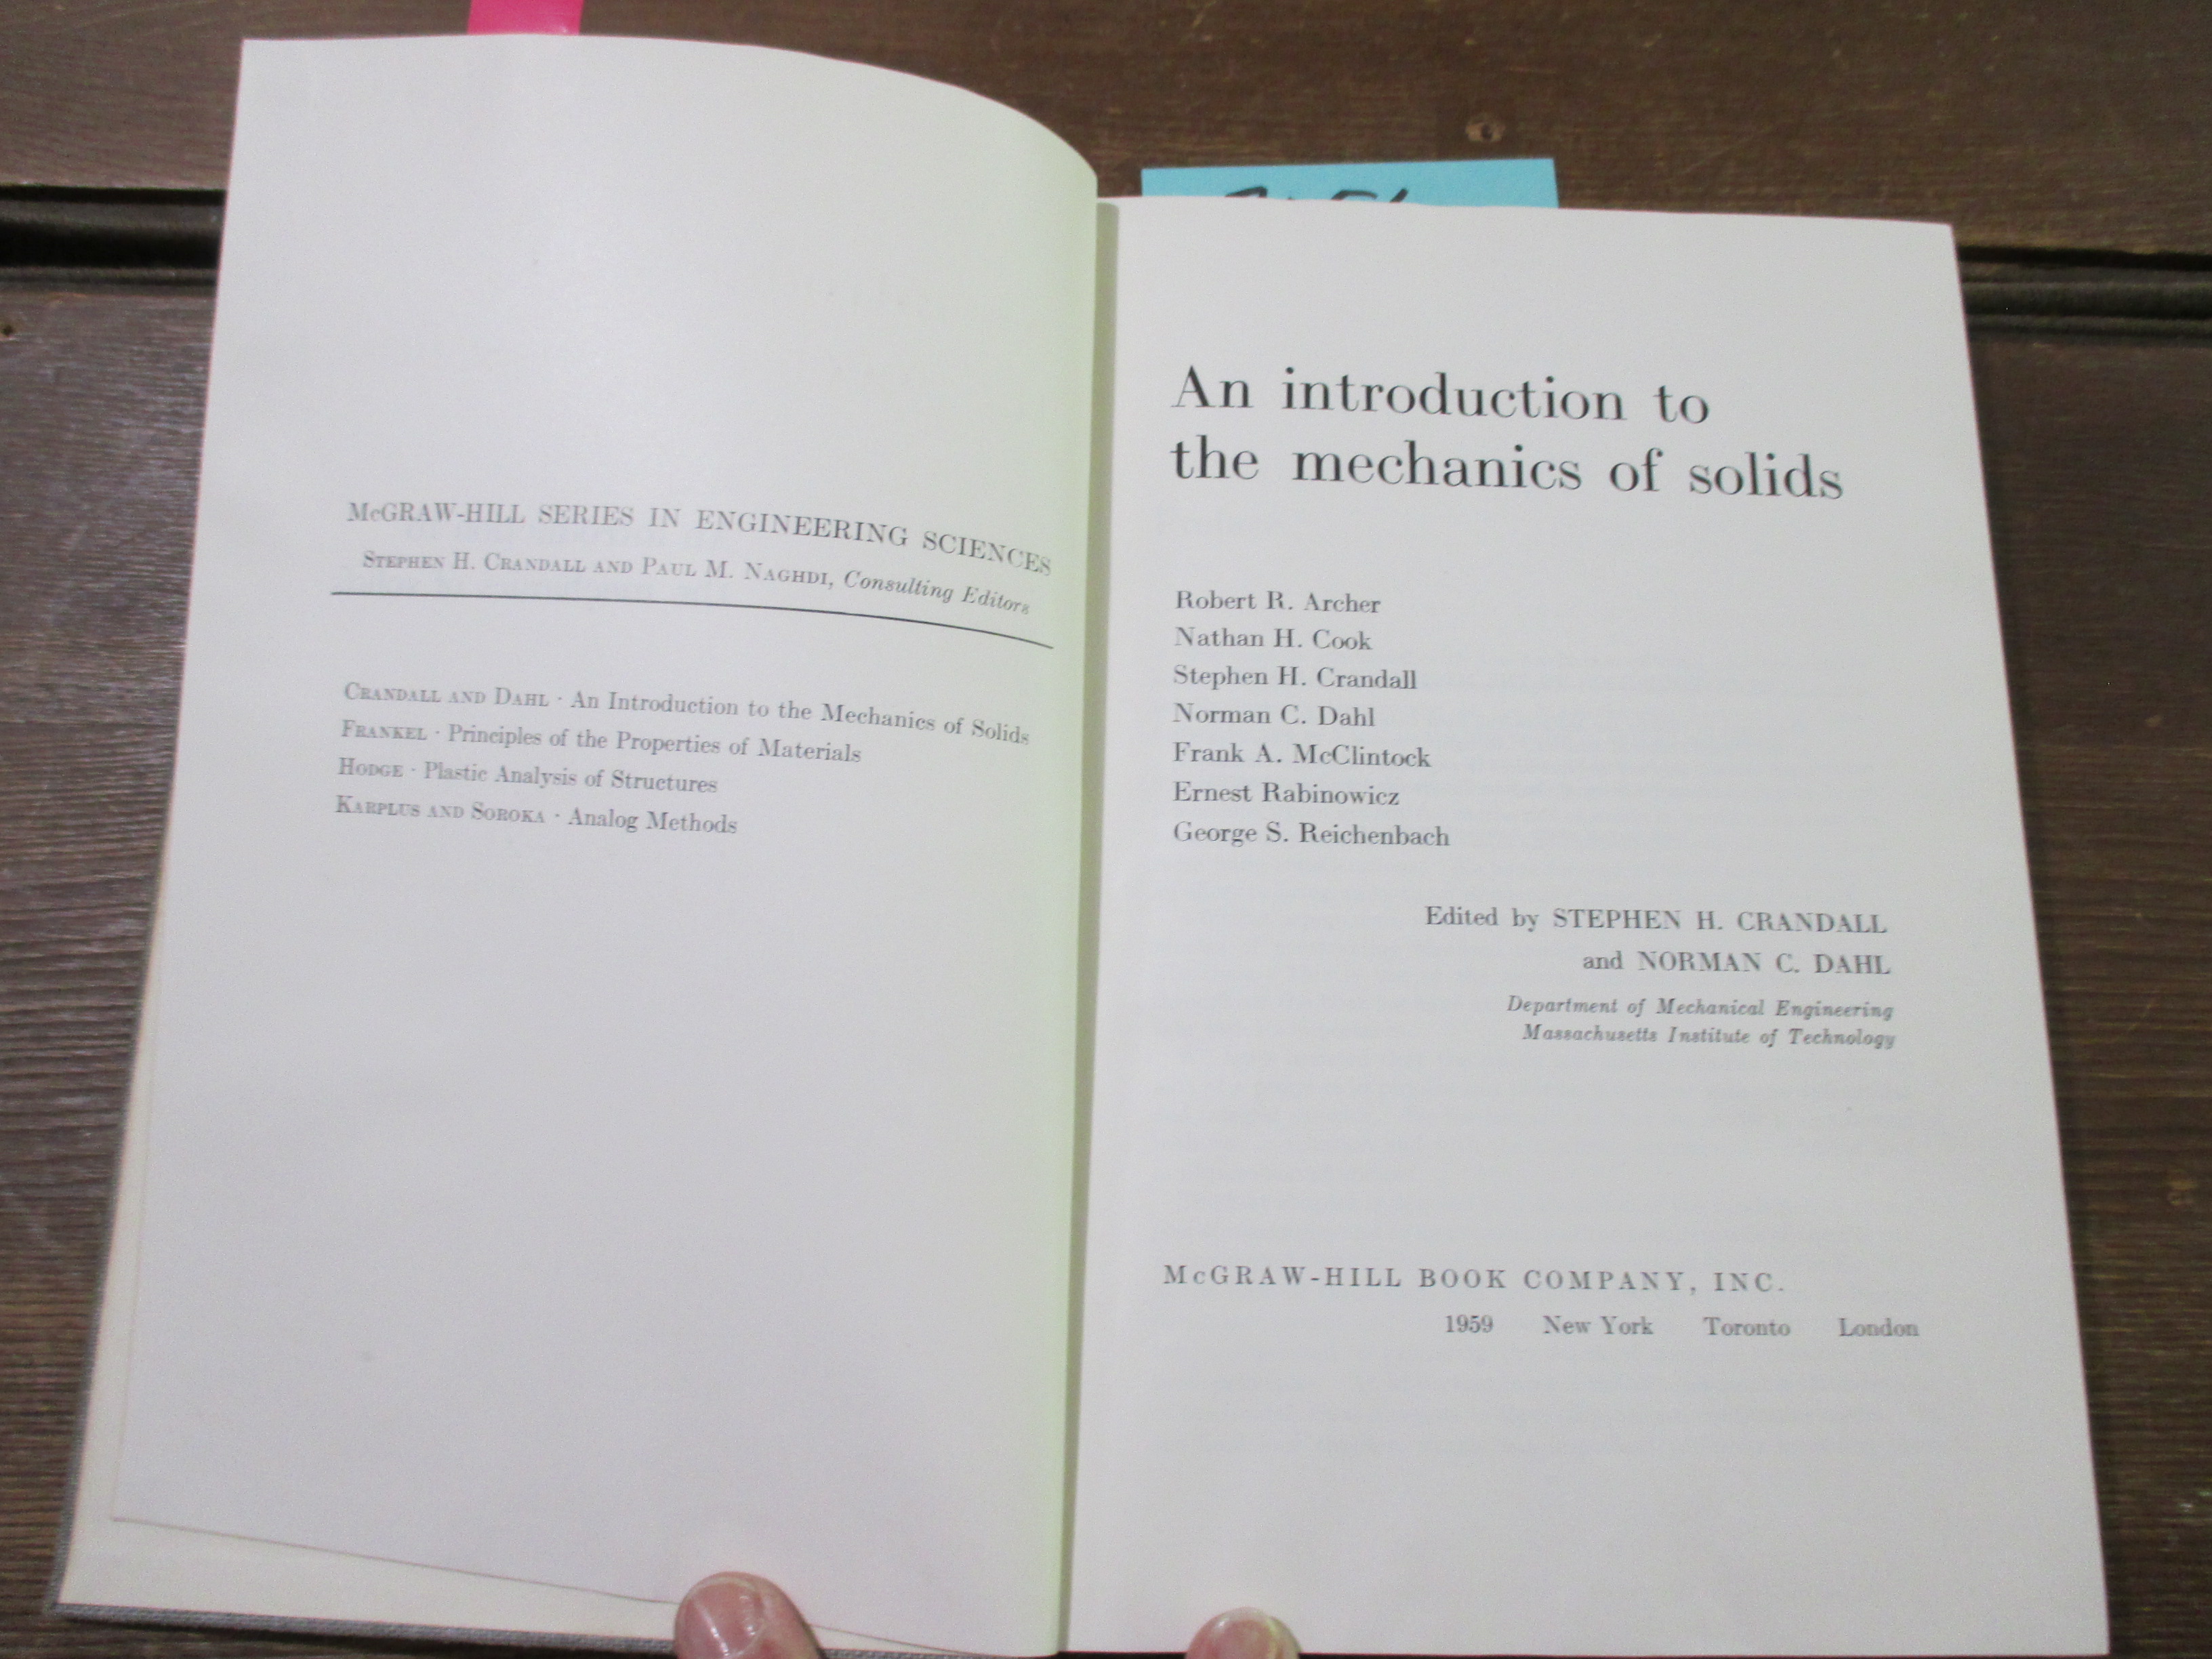 McGRAW-HILL SERIES IN ENGINEERING SCIENCES
STEPHEN H. CRANDALL AND PAUL M. NAGHDI, Consulting Editors
CRANDALL AND DAHL · An Introduction to the Mechanics of Solids
FRANKEL · Principles of the Properties of Materials
HODGE · Plastic Analysis of Structures
KARPLUS AND SOROKA · Analog Methods
An introduction to
the mechanics of solids
Robert R. Archer
Nathan H. Cook
Stephen H. Crandall
Norman C. Dahl
Frank A. McClintock
Ernest Rabinowicz
George S. Reichenbach
Edited by STEPHEN H. CRANDALL
and NORMAN C. DAHL
Department of Mechanical Engineering
Massachusetts Institute of Technology
McGRAW-HILL BOOK COMPANY, INC.
1959 New York Toronto London